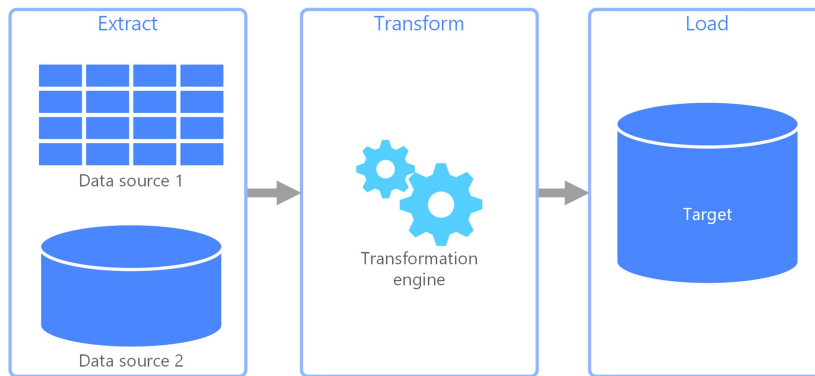 Extract
Data source 1
Data source 2
Transform
Transformation
engine
Load
Target